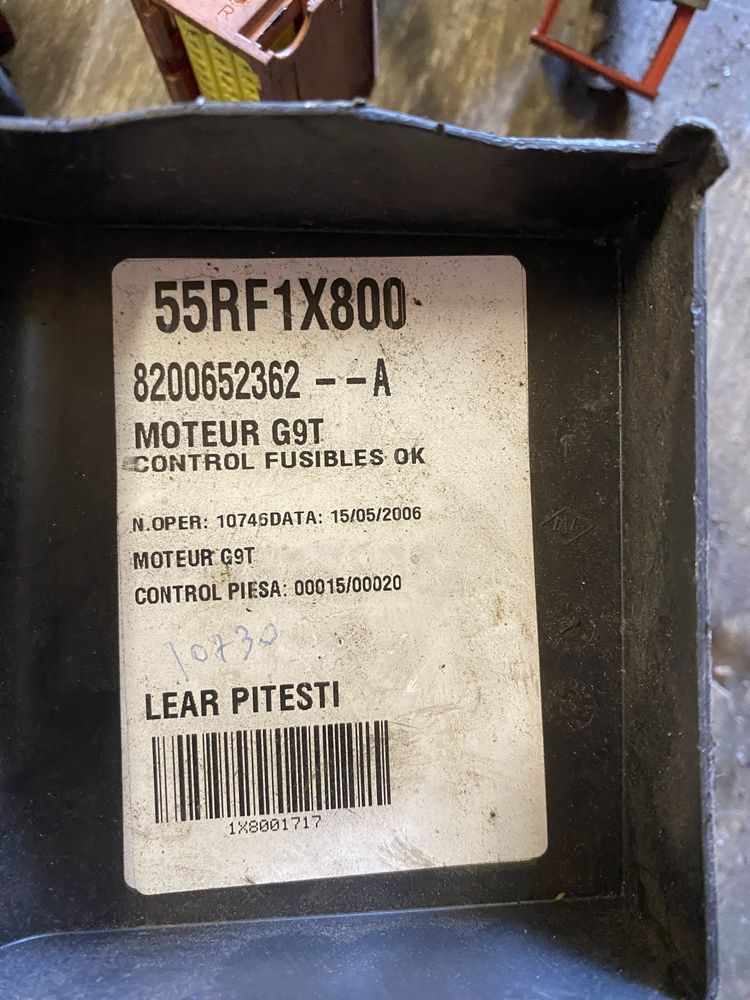 55RF1X800
8200652362 -- A
MOTEUR G9T
CONTROL FUSIBLES OK
N.OPER: 10746DATA: 15/05/2006
MOTEUR G9T
CONTROL PIESA: 00015/00020
10730
LEAR PITESTI
1X8001717